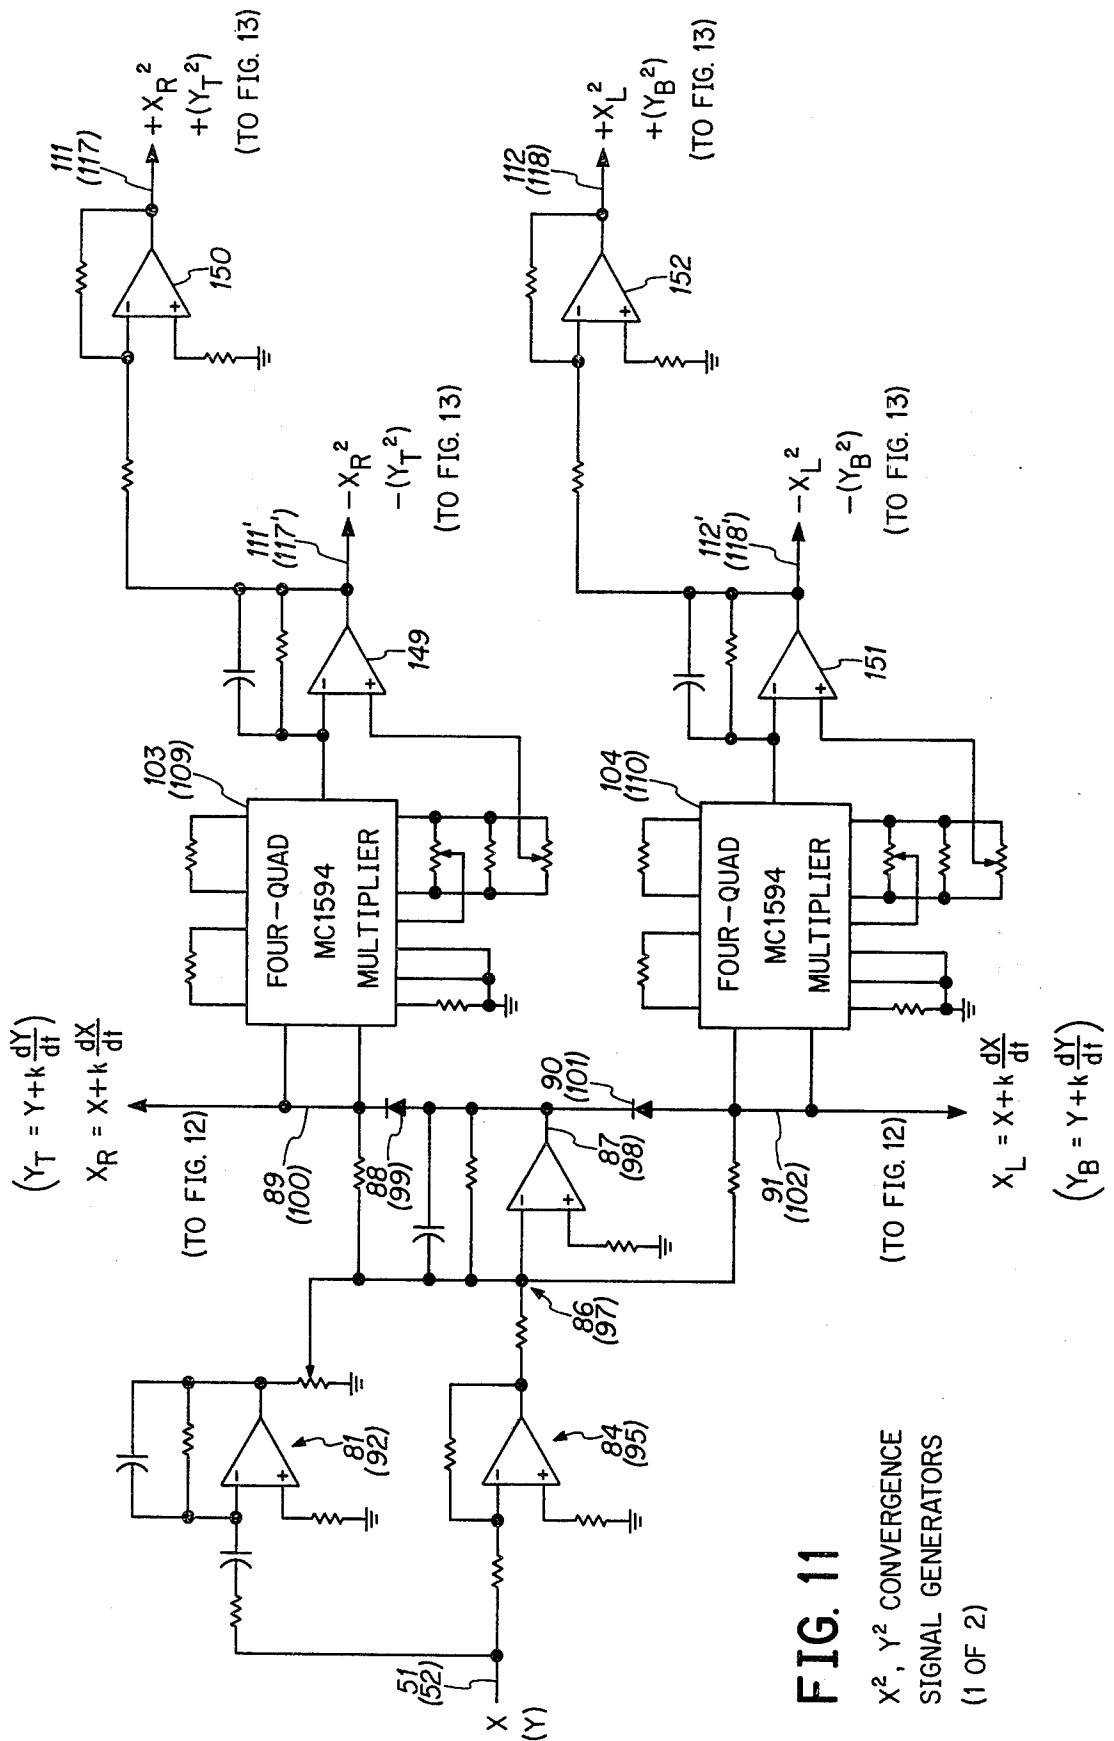 51
(52)
X
(Y)
81
(92)
84
(95)
86
(97)
87
(98)
88
(99)
89
(100)
90
(101)
91
(102)
(TO FIG. 12)
X_R = X+k dX/dt
(Y_T = Y+k dY/dt)
(TO FIG. 12)
X_L = X+k dX/dt
(Y_B = Y+k dY/dt)
103
(109)
FOUR-QUAD
MC1594
MULTIPLIER
104
(110)
FOUR-QUAD
MC1594
MULTIPLIER
149
111'
(117')
-X_R²
-(Y_T²)
(TO FIG. 13)
150
111
(117)
+X_R²
+(Y_T²)
(TO FIG. 13)
151
112'
(118')
-X_L²
-(Y_B²)
(TO FIG. 13)
152
112
(118)
+X_L²
+(Y_B²)
(TO FIG. 13)
- +
- +
- +
- +
- +
- +
- +
FIG. 11
X², Y² CONVERGENCE
SIGNAL GENERATORS
(1 OF 2)